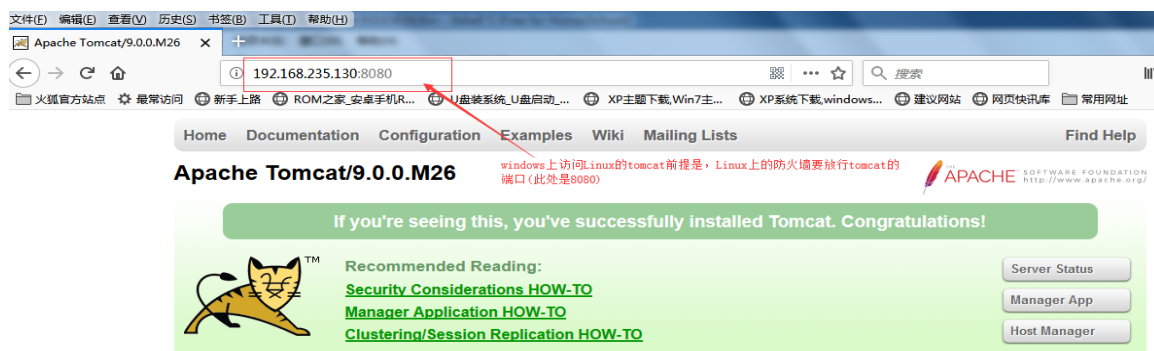 文件(F) 编辑(E) 查看(V) 历史(S) 书签(B) 工具(T) 帮助(H)
Apache Tomcat/9.0.0.M26
192.168.235.130:8080 搜索
火狐官方站点 最常访问 新手上路 ROM之家_安卓手机R... U盘装系统_U盘启动_... XP主题下载,Win7主... XP系统下载,windows... 建议网站 网页快讯库 常用网址
Home Documentation Configuration Examples Wiki Mailing Lists Find Help
Apache Tomcat/9.0.0.M26
windows上访问Linux的tomcat前提是，Linux上的防火墙要放行tomcat的
端口(此处是8080)
APACHE SOFTWARE FOUNDATION
http://www.apache.org/
If you're seeing this, you've successfully installed Tomcat. Congratulations!
TM
Recommended Reading:
Security Considerations HOW-TO
Manager Application HOW-TO
Clustering/Session Replication HOW-TO
Server Status
Manager App
Host Manager